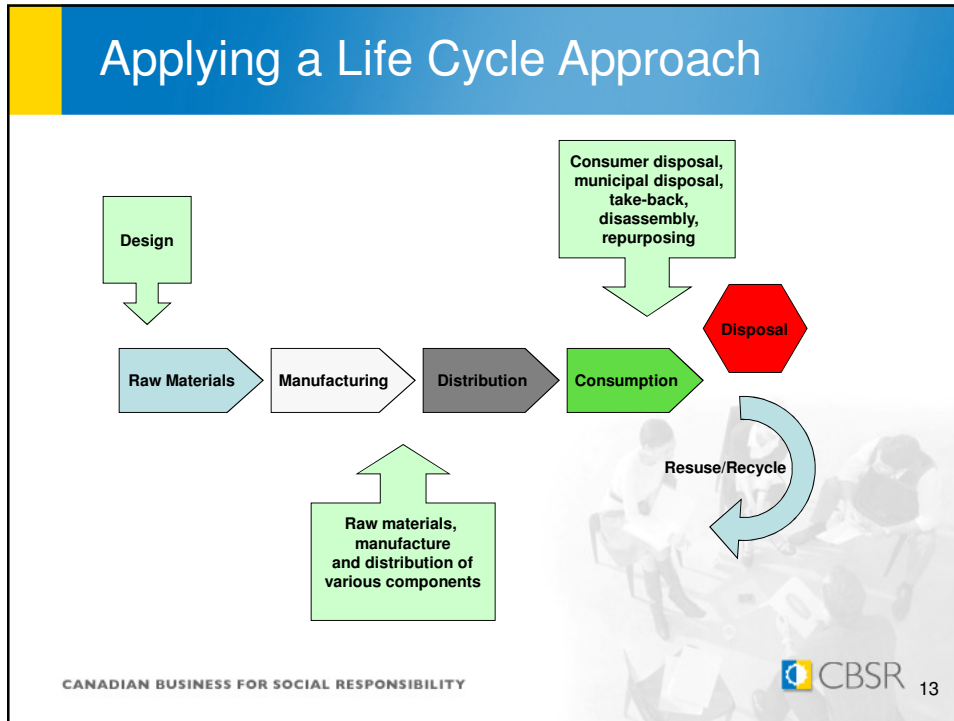 Applying a Life Cycle Approach
Consumer disposal,
municipal disposal,
take-back,
disassembly,
repurposing
Design
Disposal
Raw Materials
Manufacturing
Distribution
Consumption
Resuse/Recycle
Raw materials,
manufacture
and distribution of
various components
CANADIAN BUSINESS FOR SOCIAL RESPONSIBILITY
CBSR
13